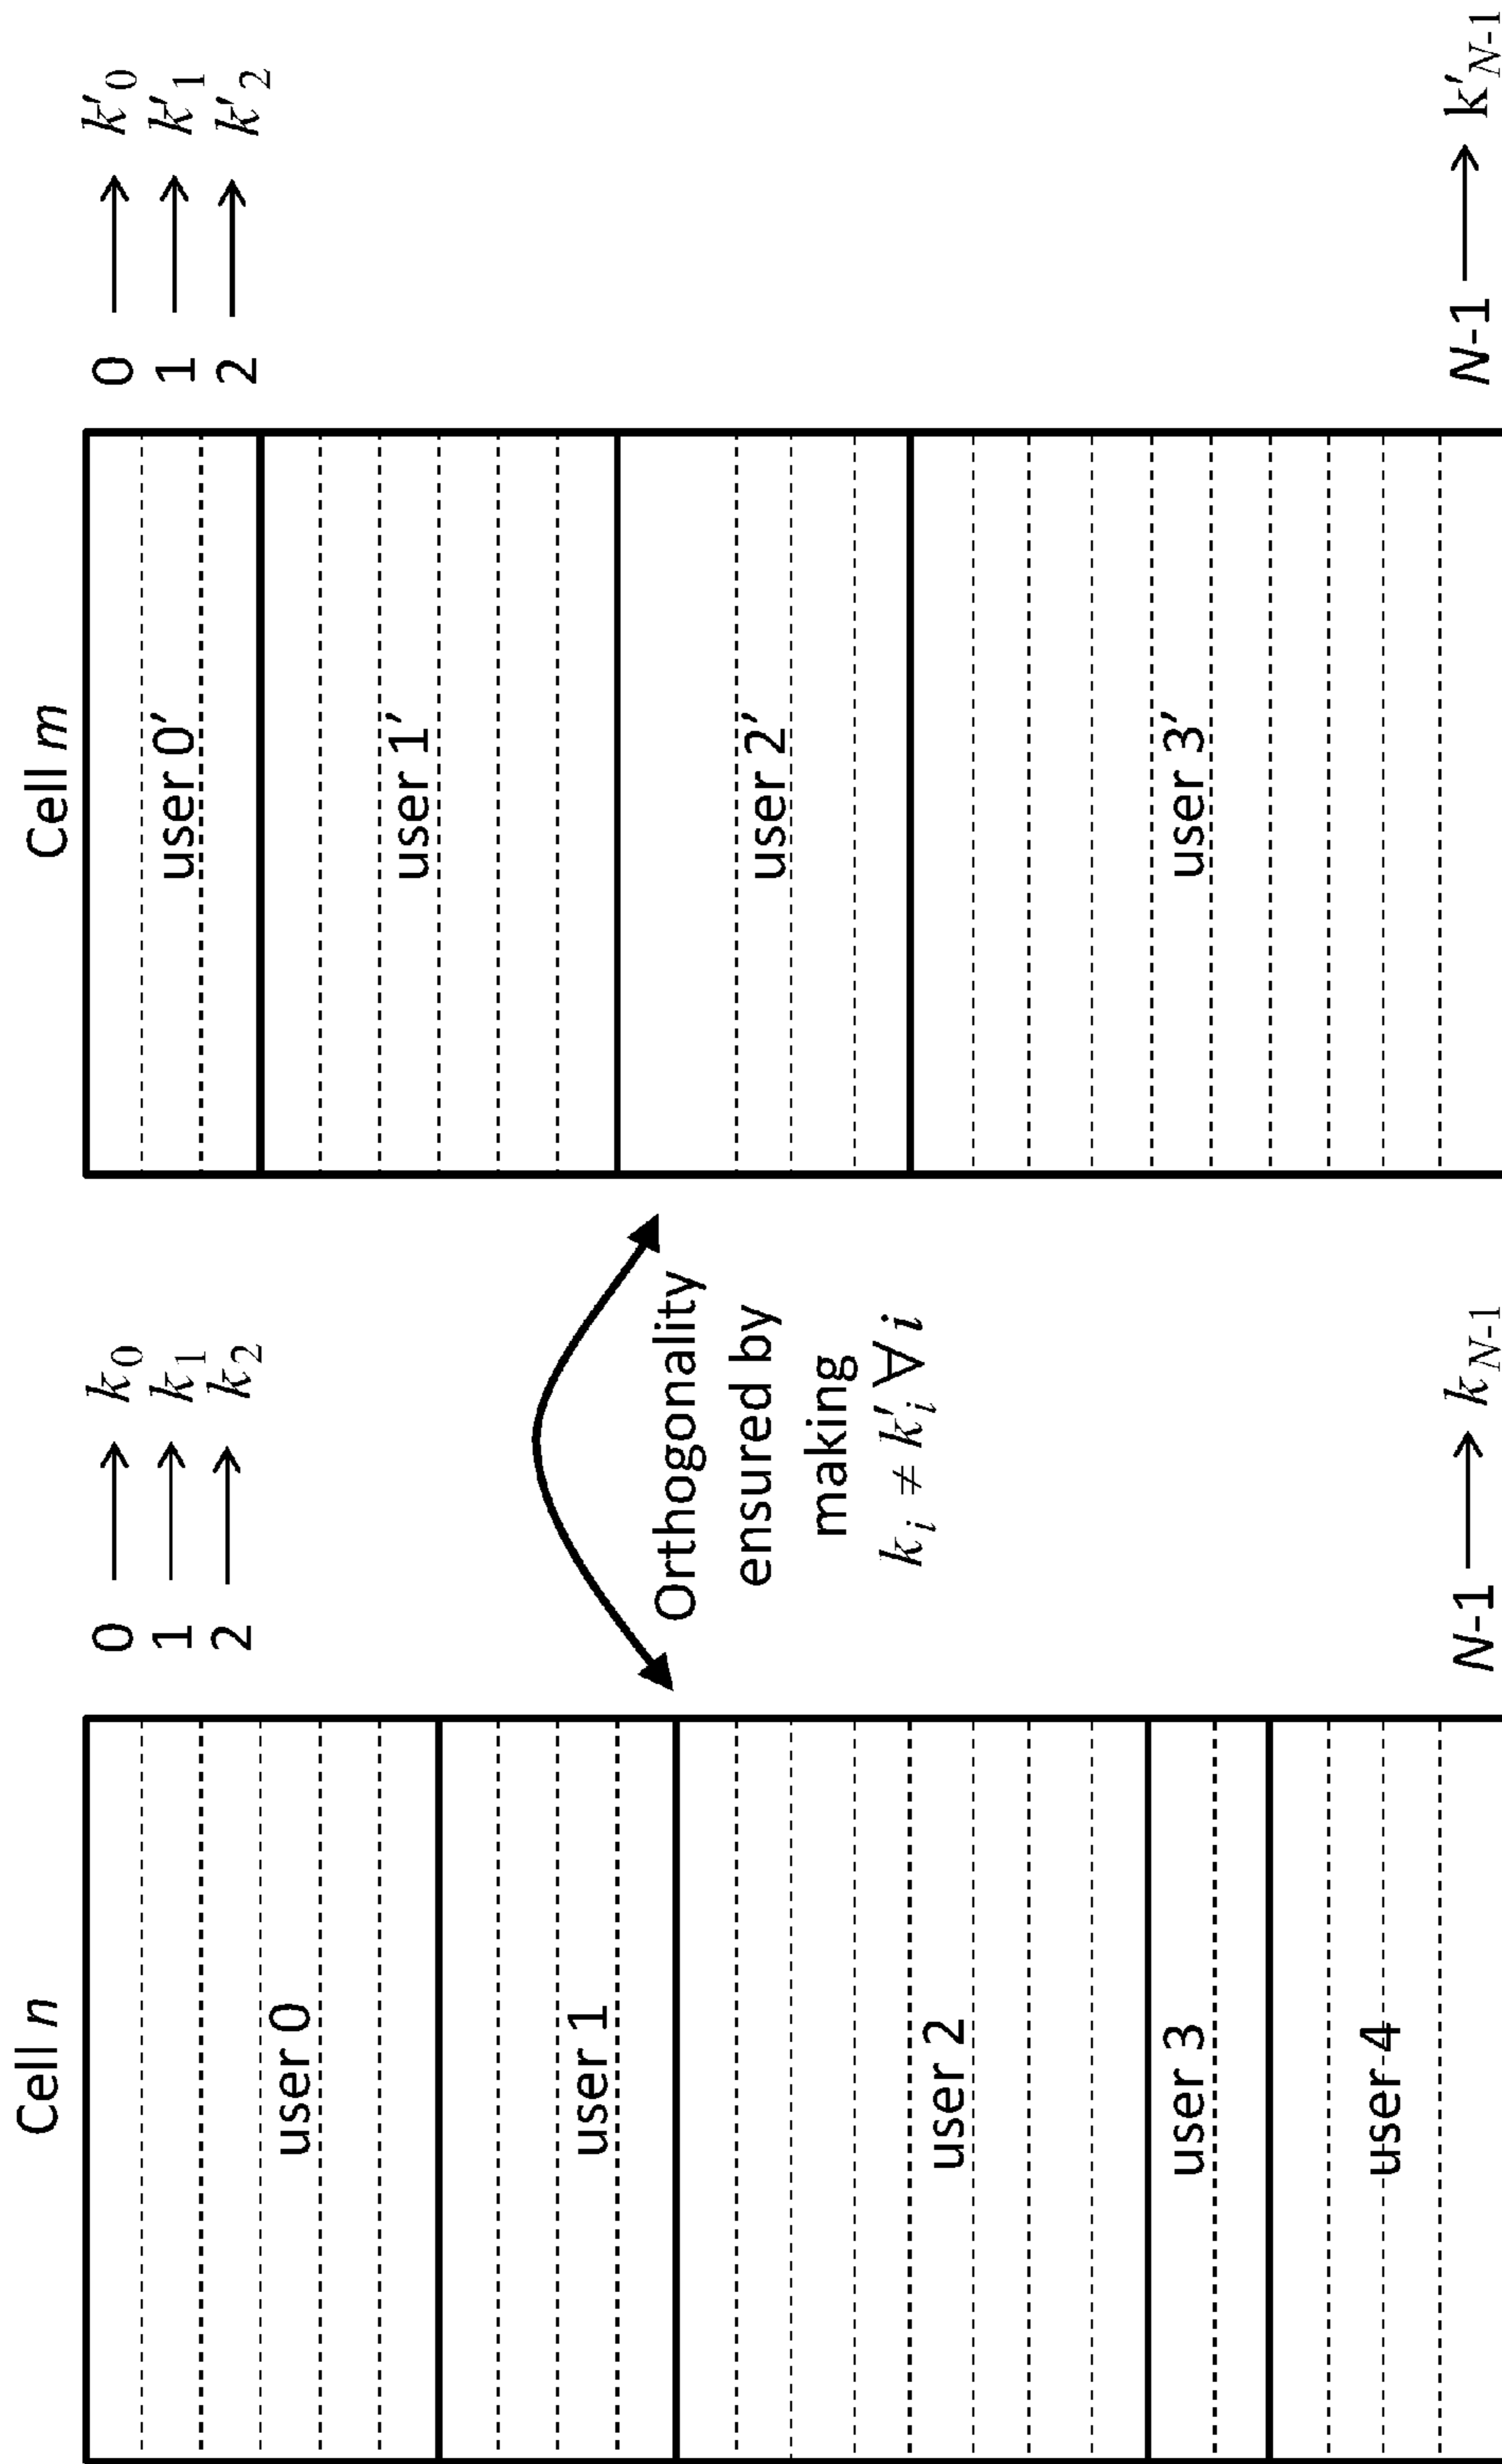 Cell n
user 0
user 1
user 2
user 3
user 4
0 → k₀
1 → k₁
2 → k₂
N-1 → k_{N-1}
Orthogonality
ensured by
making
kᵢ ≠ k′ᵢ ∀ i
Cell m
user 0′
user 1′
user 2′
user 3′
0 → k′₀
1 → k′₁
2 → k′₂
N-1 → k′_{N-1}